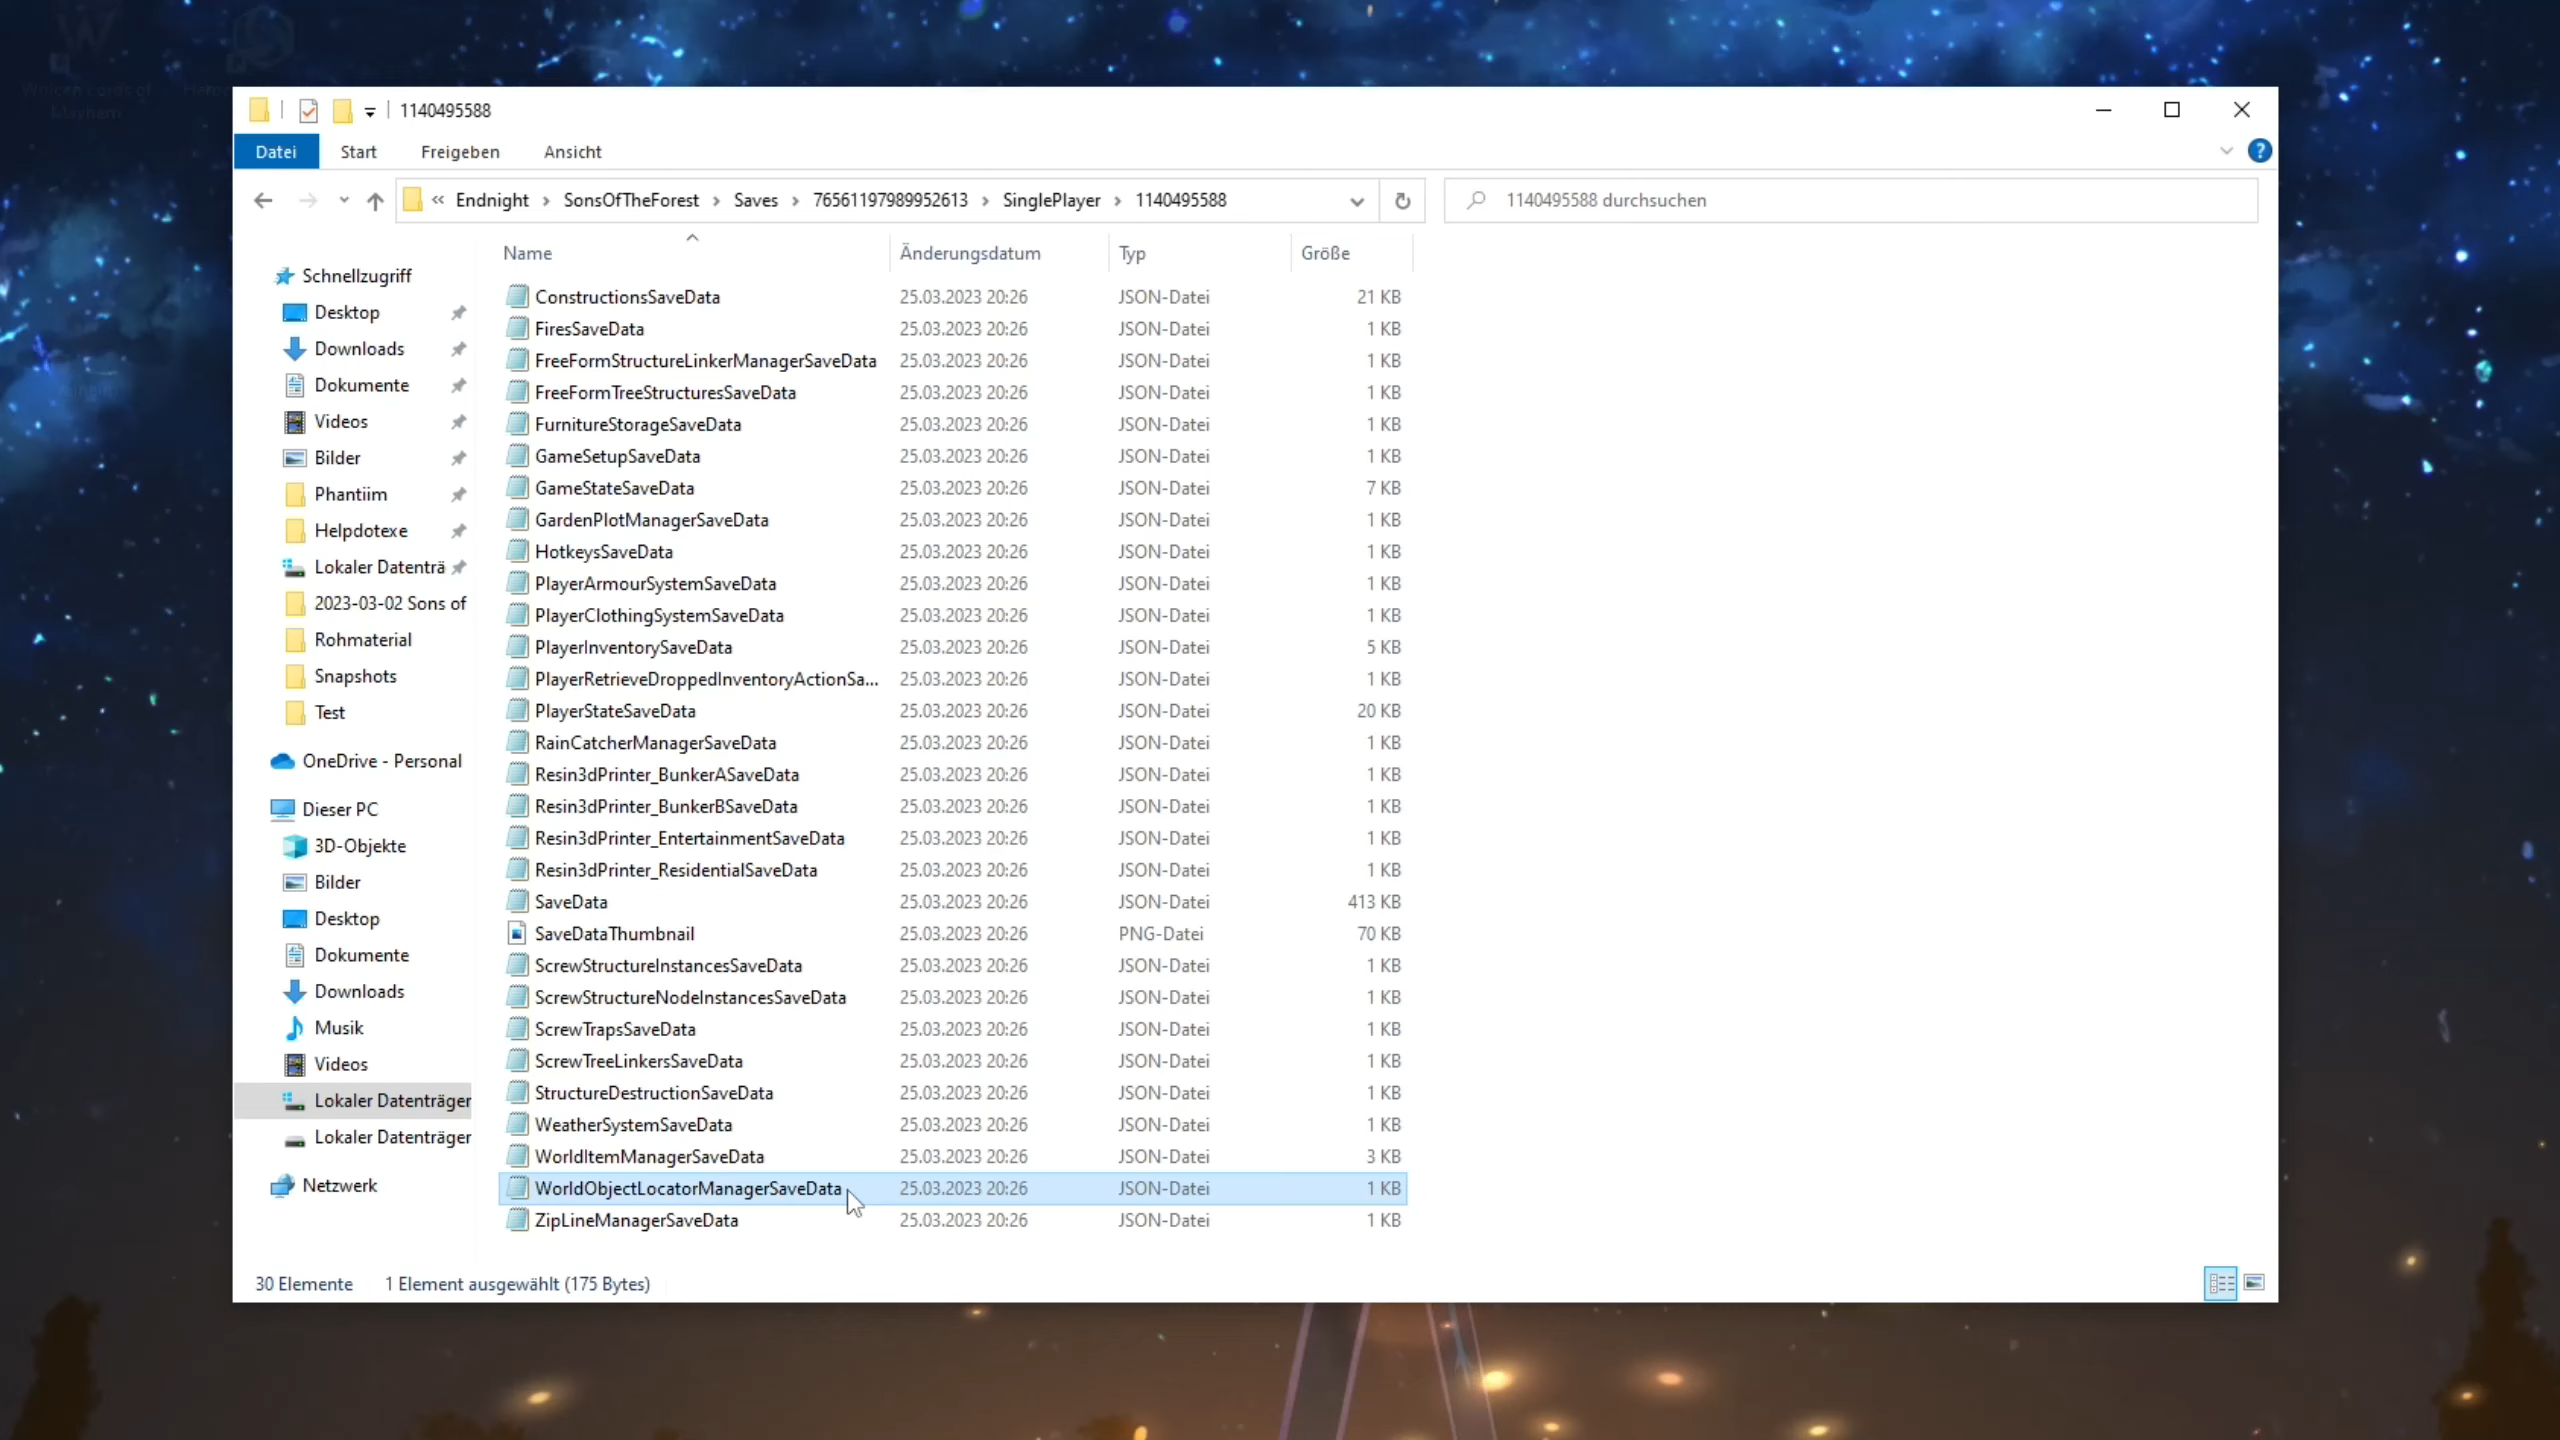 Wolcen Lords of
Mayhem
1140495588
Datei Start Freigeben Ansicht
« Endnight › SonsOfTheForest › Saves › 76561197989952613 › SinglePlayer › 1140495588
1140495588 durchsuchen
Name Änderungsdatum Typ Größe
Schnellzugriff
Desktop
Downloads
Dokumente
Videos
Bilder
Phantiim
Helpdotexe
Lokaler Datenträ
2023-03-02 Sons of
Rohmaterial
Snapshots
Test
OneDrive - Personal
Dieser PC
3D-Objekte
Bilder
Desktop
Dokumente
Downloads
Musik
Videos
Lokaler Datenträger
Lokaler Datenträger
Netzwerk
ConstructionsSaveData 25.03.2023 20:26 JSON-Datei 21 KB
FiresSaveData 25.03.2023 20:26 JSON-Datei 1 KB
FreeFormStructureLinkerManagerSaveData 25.03.2023 20:26 JSON-Datei 1 KB
FreeFormTreeStructuresSaveData 25.03.2023 20:26 JSON-Datei 1 KB
FurnitureStorageSaveData 25.03.2023 20:26 JSON-Datei 1 KB
GameSetupSaveData 25.03.2023 20:26 JSON-Datei 1 KB
GameStateSaveData 25.03.2023 20:26 JSON-Datei 7 KB
GardenPlotManagerSaveData 25.03.2023 20:26 JSON-Datei 1 KB
HotkeysSaveData 25.03.2023 20:26 JSON-Datei 1 KB
PlayerArmourSystemSaveData 25.03.2023 20:26 JSON-Datei 1 KB
PlayerClothingSystemSaveData 25.03.2023 20:26 JSON-Datei 1 KB
PlayerInventorySaveData 25.03.2023 20:26 JSON-Datei 5 KB
PlayerRetrieveDroppedInventoryActionSa... 25.03.2023 20:26 JSON-Datei 1 KB
PlayerStateSaveData 25.03.2023 20:26 JSON-Datei 20 KB
RainCatcherManagerSaveData 25.03.2023 20:26 JSON-Datei 1 KB
Resin3dPrinter_BunkerASaveData 25.03.2023 20:26 JSON-Datei 1 KB
Resin3dPrinter_BunkerBSaveData 25.03.2023 20:26 JSON-Datei 1 KB
Resin3dPrinter_EntertainmentSaveData 25.03.2023 20:26 JSON-Datei 1 KB
Resin3dPrinter_ResidentialSaveData 25.03.2023 20:26 JSON-Datei 1 KB
SaveData 25.03.2023 20:26 JSON-Datei 413 KB
SaveDataThumbnail 25.03.2023 20:26 PNG-Datei 70 KB
ScrewStructureInstancesSaveData 25.03.2023 20:26 JSON-Datei 1 KB
ScrewStructureNodeInstancesSaveData 25.03.2023 20:26 JSON-Datei 1 KB
ScrewTrapsSaveData 25.03.2023 20:26 JSON-Datei 1 KB
ScrewTreeLinkersSaveData 25.03.2023 20:26 JSON-Datei 1 KB
StructureDestructionSaveData 25.03.2023 20:26 JSON-Datei 1 KB
WeatherSystemSaveData 25.03.2023 20:26 JSON-Datei 1 KB
WorldItemManagerSaveData 25.03.2023 20:26 JSON-Datei 3 KB
WorldObjectLocatorManagerSaveData 25.03.2023 20:26 JSON-Datei 1 KB
ZipLineManagerSaveData 25.03.2023 20:26 JSON-Datei 1 KB
30 Elemente 1 Element ausgewählt (175 Bytes)